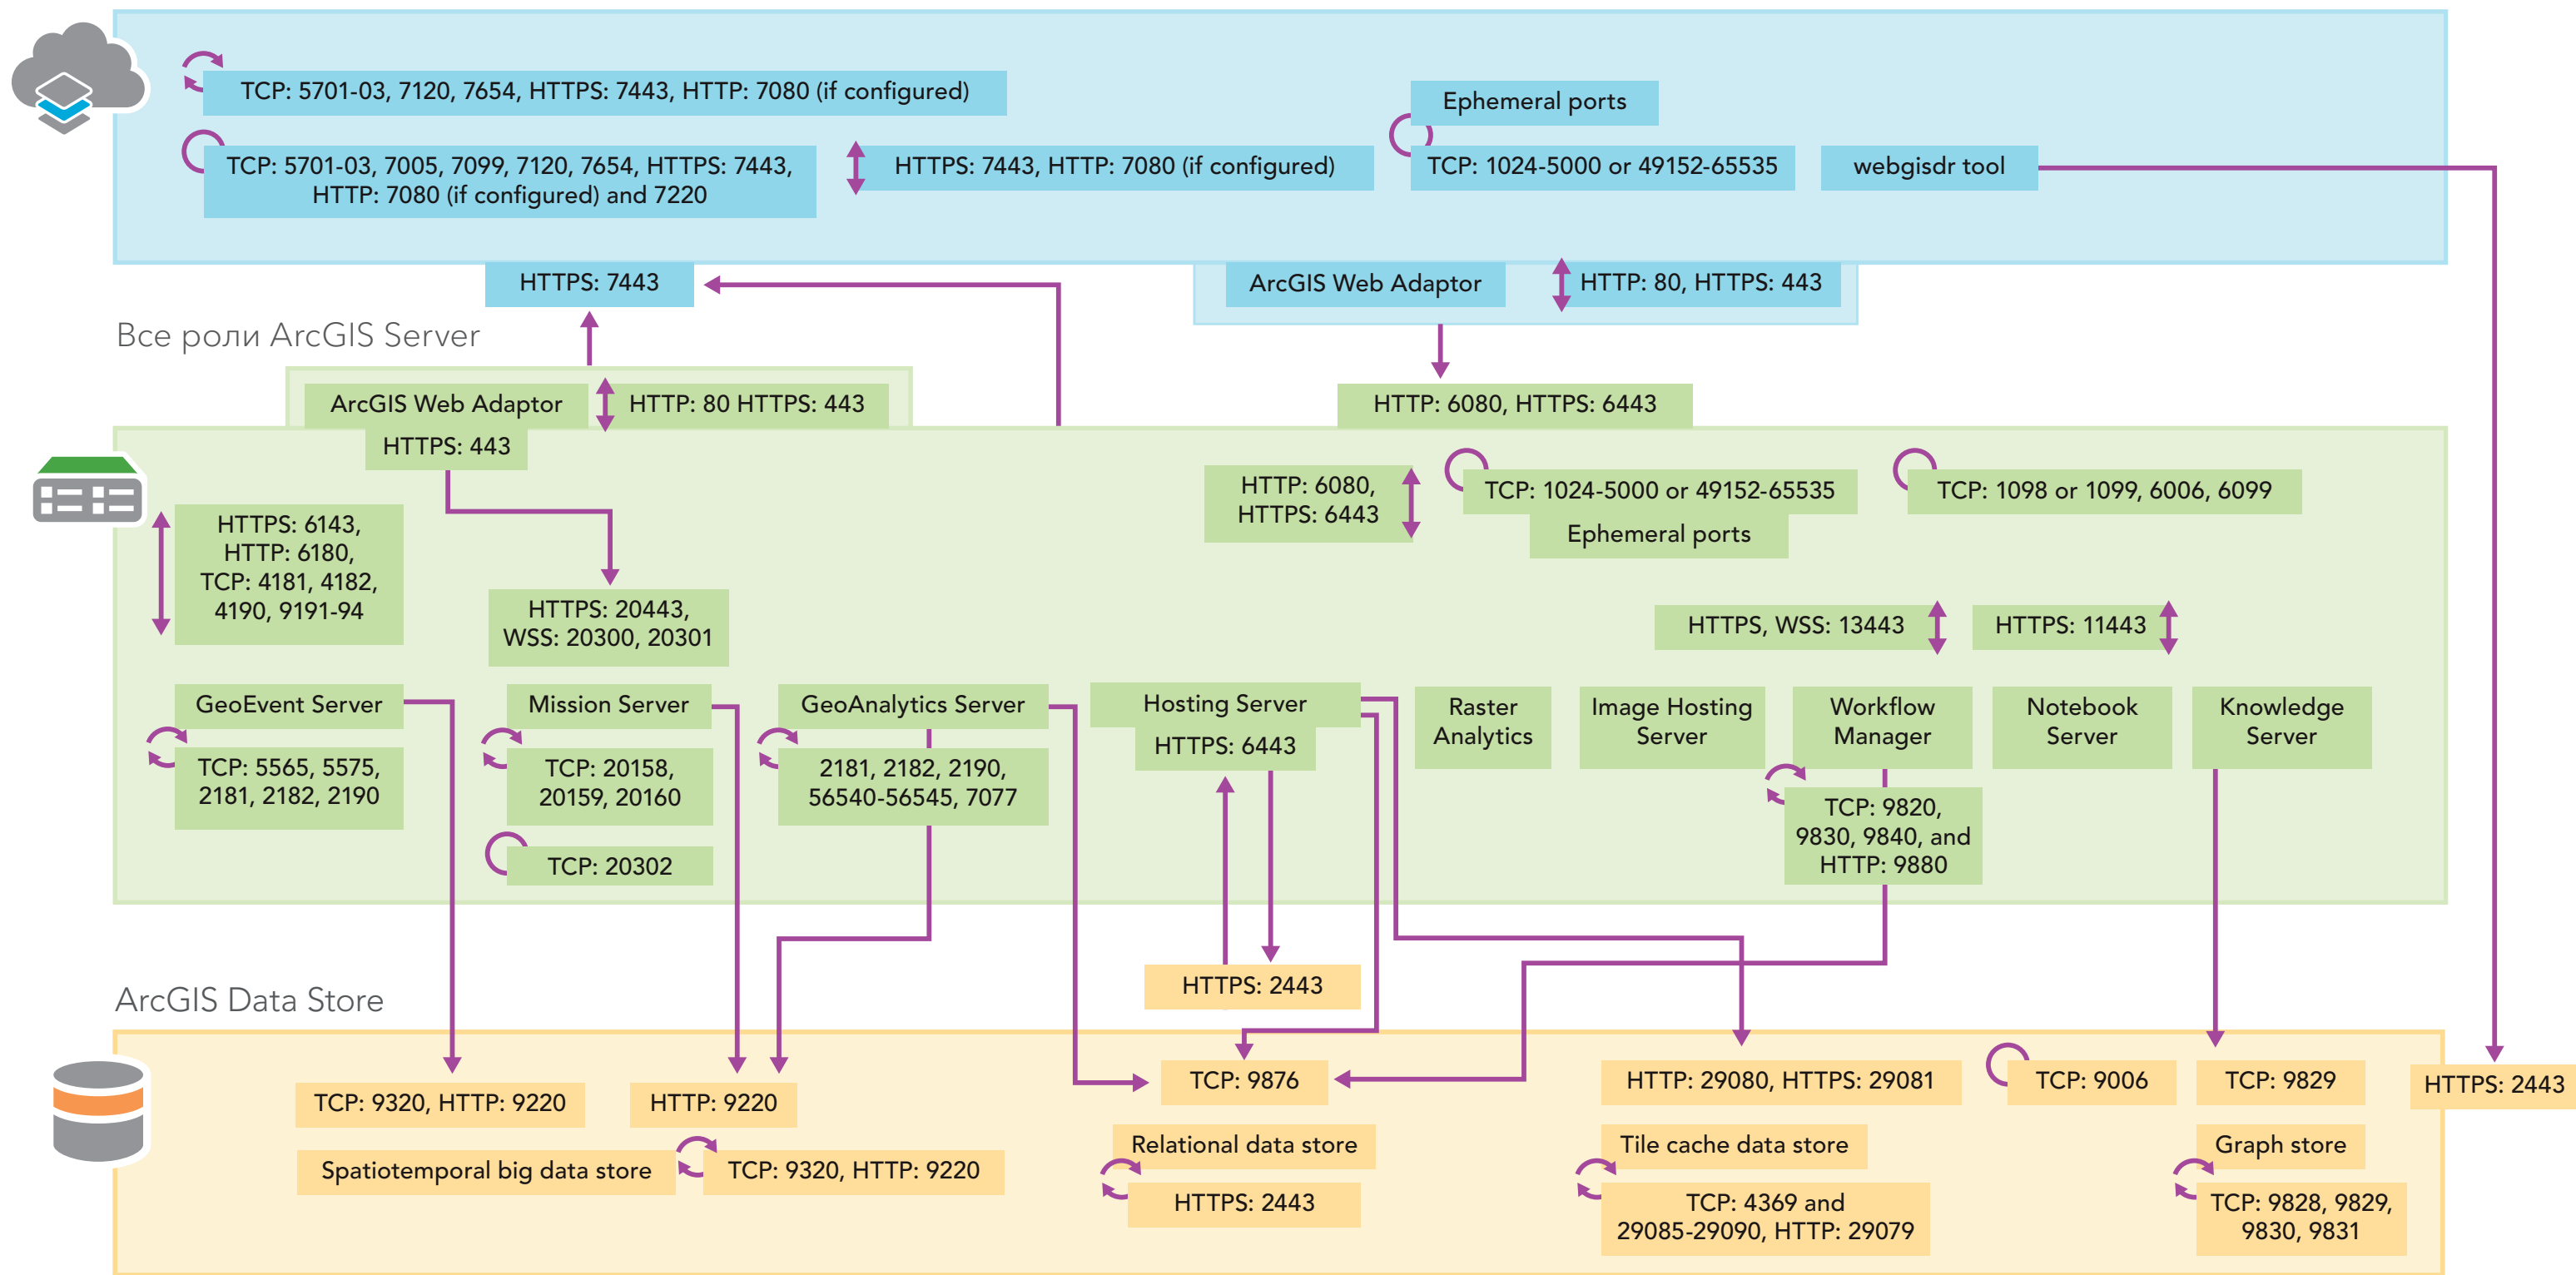 TCP: 5701-03, 7120, 7654, HTTPS: 7443, HTTP: 7080 (if configured)
Ephemeral ports
TCP: 5701-03, 7005, 7099, 7120, 7654, HTTPS: 7443,
HTTP: 7080 (if configured) and 7220
HTTPS: 7443, HTTP: 7080 (if configured)
TCP: 1024-5000 or 49152-65535
webgisdr tool
HTTPS: 7443
ArcGIS Web Adaptor
HTTP: 80, HTTPS: 443
Все роли ArcGIS Server
ArcGIS Web Adaptor
HTTP: 80 HTTPS: 443
HTTP: 6080, HTTPS: 6443
HTTPS: 443
HTTP: 6080,
HTTPS: 6443
TCP: 1024-5000 or 49152-65535
Ephemeral ports
TCP: 1098 or 1099, 6006, 6099
HTTPS: 6143,
HTTP: 6180,
TCP: 4181, 4182,
4190, 9191-94
HTTPS: 20443,
WSS: 20300, 20301
HTTPS, WSS: 13443
HTTPS: 11443
GeoEvent Server
Mission Server
GeoAnalytics Server
Hosting Server
HTTPS: 6443
Raster
Analytics
Image Hosting
Server
Workflow
Manager
Notebook
Server
Knowledge
Server
TCP: 5565, 5575,
2181, 2182, 2190
TCP: 20158,
20159, 20160
2181, 2182, 2190,
56540-56545, 7077
TCP: 9820,
9830, 9840, and
HTTP: 9880
TCP: 20302
HTTPS: 2443
ArcGIS Data Store
TCP: 9320, HTTP: 9220
HTTP: 9220
TCP: 9876
HTTP: 29080, HTTPS: 29081
TCP: 9006
TCP: 9829
HTTPS: 2443
Spatiotemporal big data store
TCP: 9320, HTTP: 9220
Relational data store
HTTPS: 2443
Tile cache data store
TCP: 4369 and
29085-29090, HTTP: 29079
Graph store
TCP: 9828, 9829,
9830, 9831